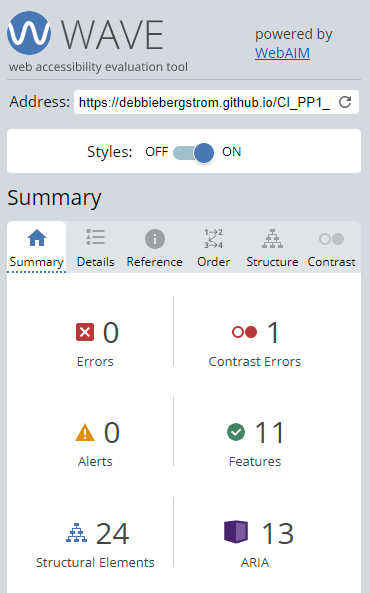 WAVE
powered by
WebAIM
web accessibility evaluation tool
Address: https://debbiebergstrom.github.io/CI_PP1_
Styles: OFF ON
Summary
Summary Details Reference Order Structure Contrast
0 1
Errors Contrast Errors
0 11
Alerts Features
24 13
Structural Elements ARIA